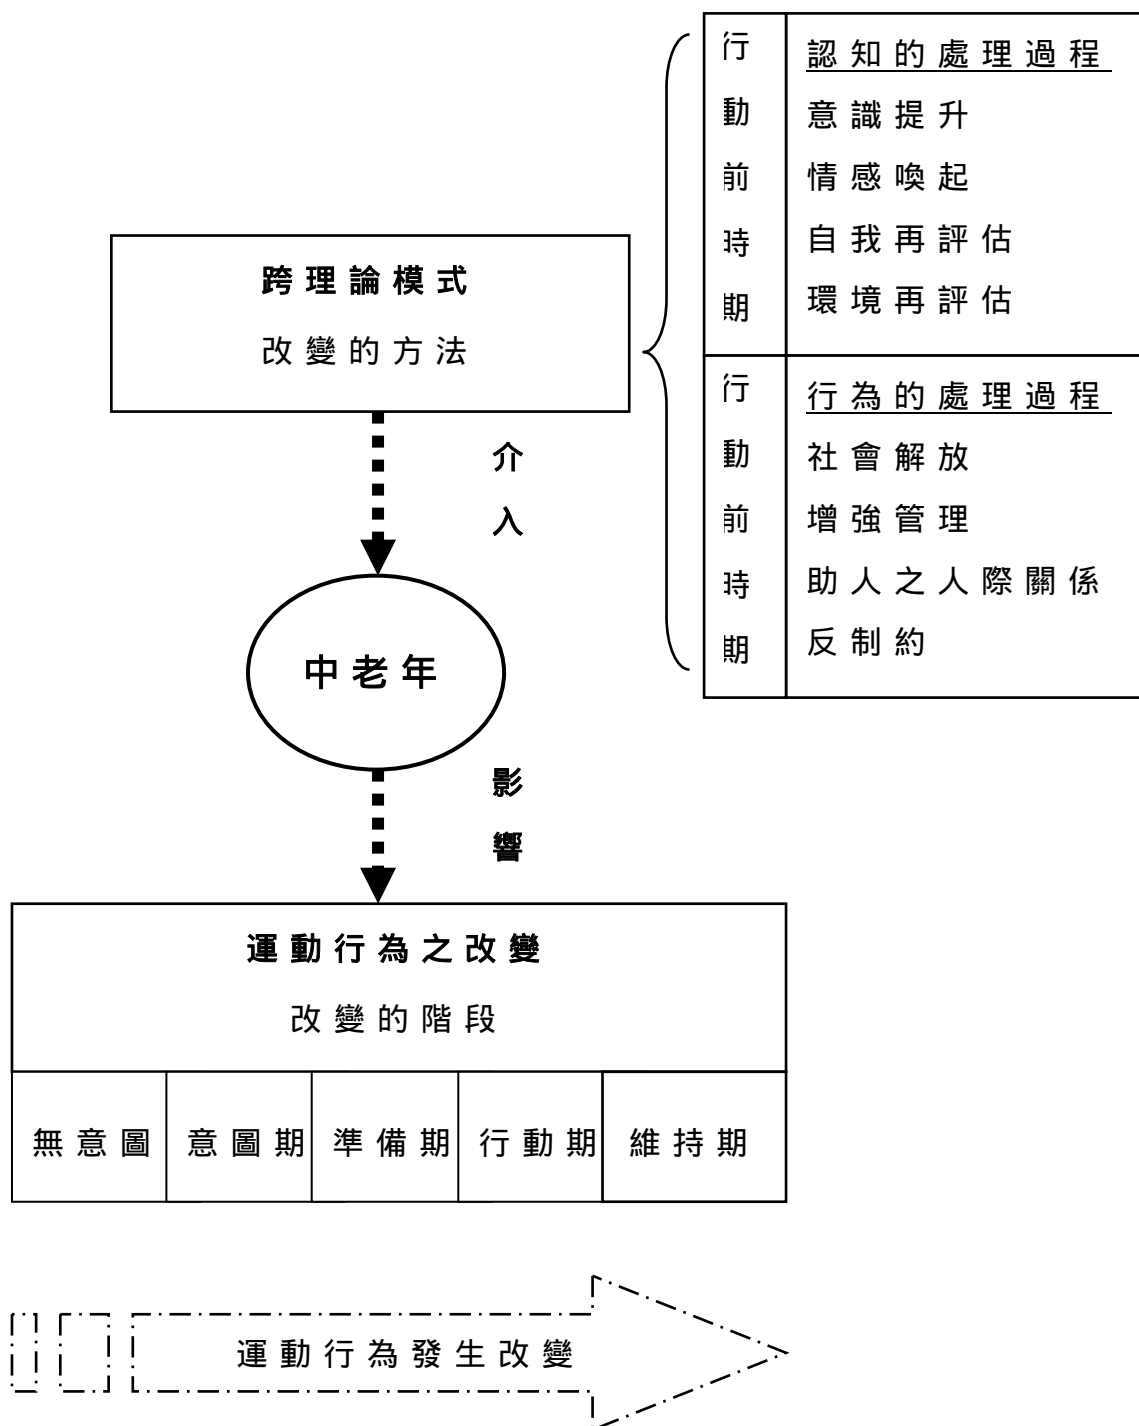 行動前時期
認知的處理過程
意識提升
情感喚起
自我再評估
環境再評估
行動前時期
行為的處理過程
社會解放
增強管理
助人之人際關係
反制約
跨理論模式
改變的方法
介入
中老年
影響
運動行為之改變
改變的階段
無意圖 意圖期 準備期 行動期 維持期
運動行為發生改變